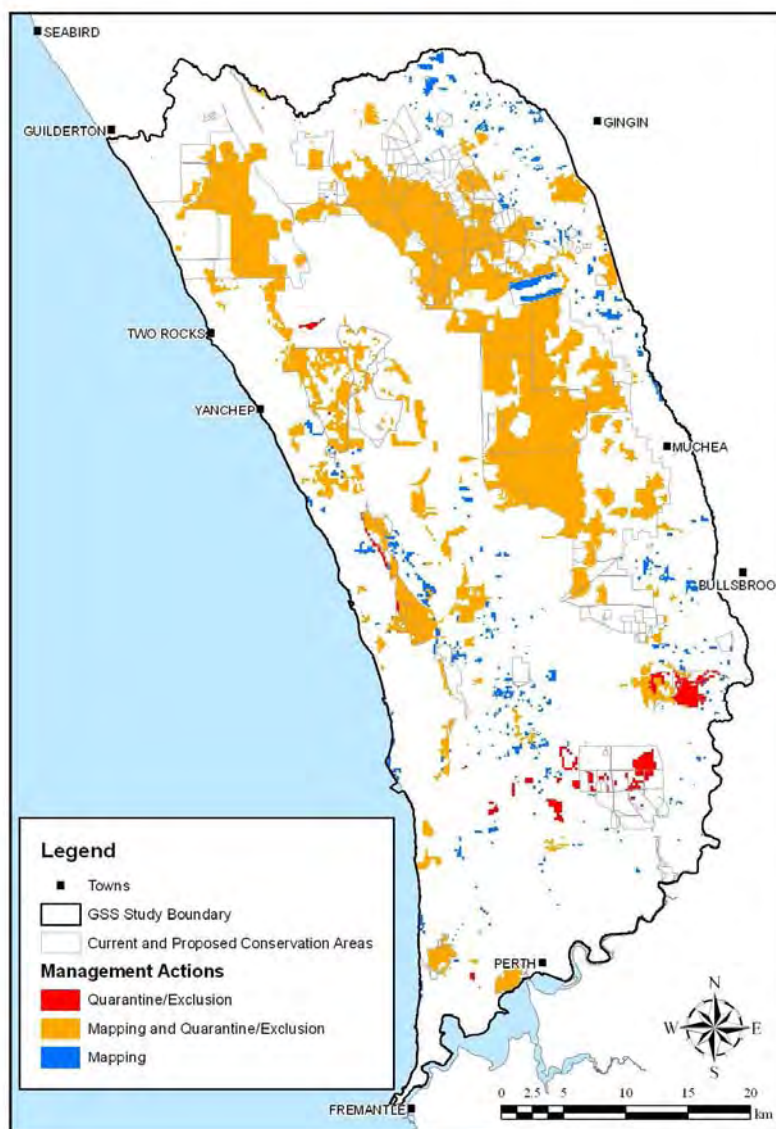 SEABIRD
GINGIN
GUILDERTON
TWO ROCKS
YANCHEP
MUCHEA
BULLSBROO
PERTH
FREMANTLE
Legend
Towns
GSS Study Boundary
Current and Proposed Conservation Areas
Management Actions
Quarantine/Exclusion
Mapping and Quarantine/Exclusion
Mapping
N
W E
S
0 2.5 5 10 15 20
km